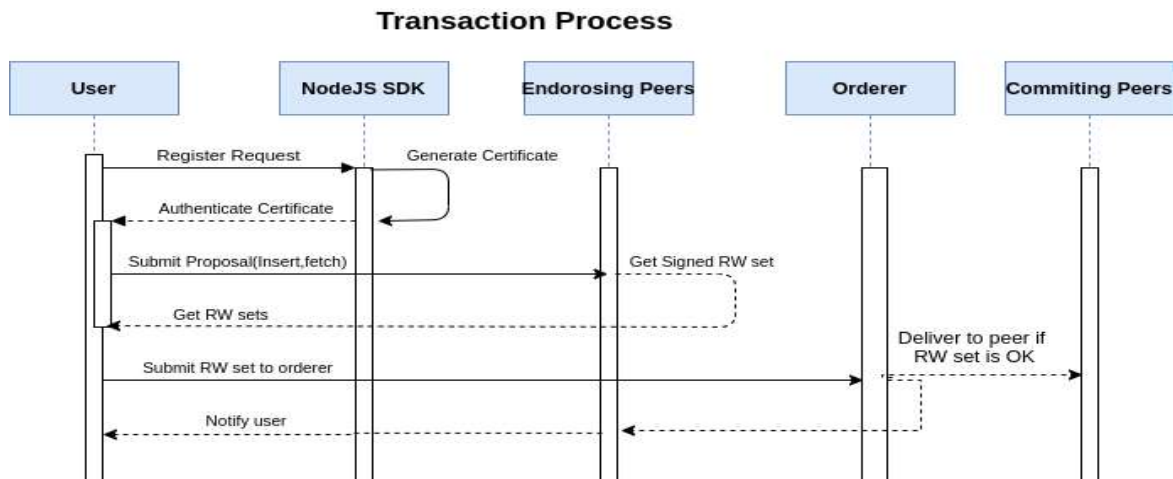 Transaction Process
User
NodeJS SDK
Endorosing Peers
Orderer
Commiting Peers
Register Request
Generate Certificate
Authenticate Certificate
Submit Proposal(Insert,fetch)
Get Signed RW set
Get RW sets
Deliver to peer if
RW set is OK
Submit RW set to orderer
Notify user